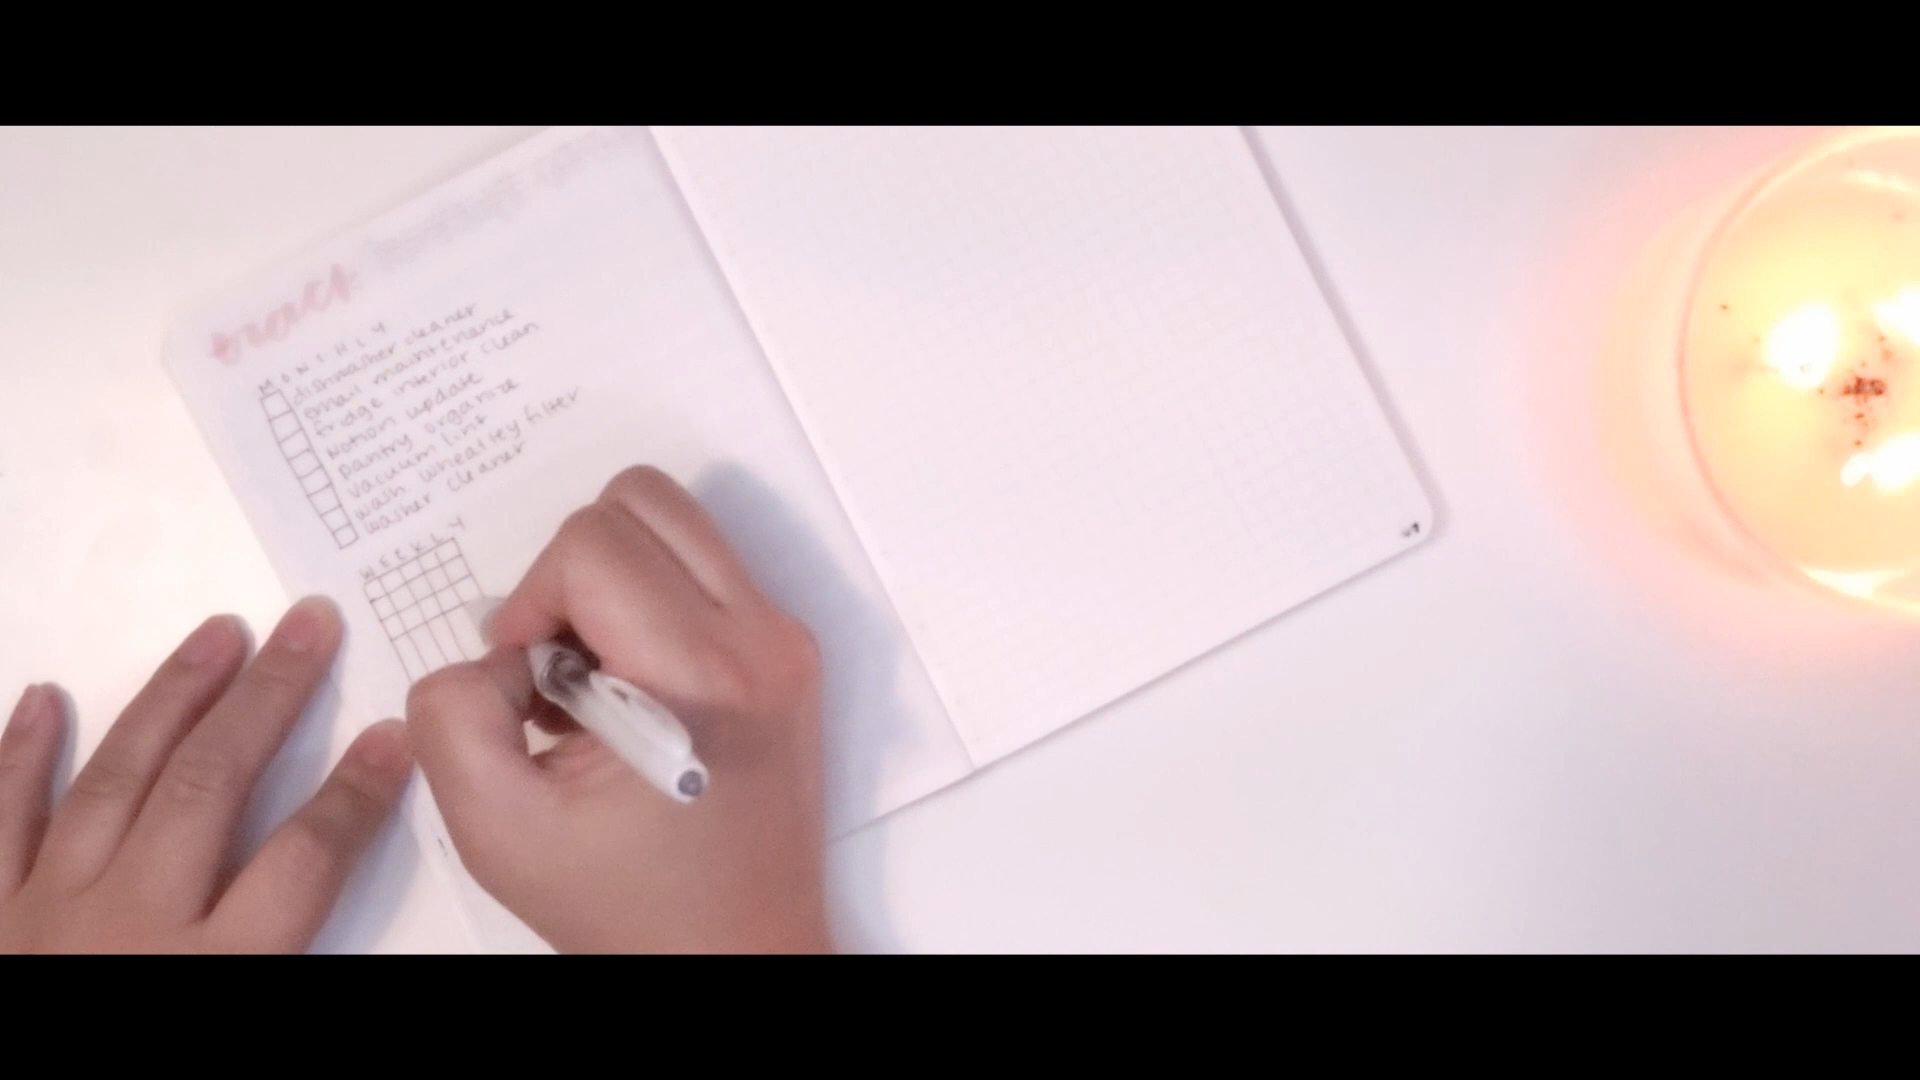 track
MONTHLY
dishwasher cleaner
email maintenance
fridge interior clean
Notion update
pantry organize
vacuum lint
wash wheatley filter
washer cleaner
WEEKLY